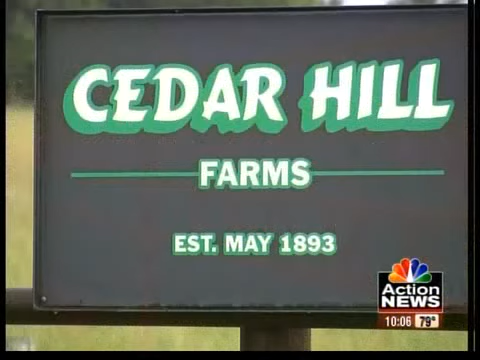 CEDAR HILL
FARMS
EST. MAY 1893
Action
NEWS
10:06 79°